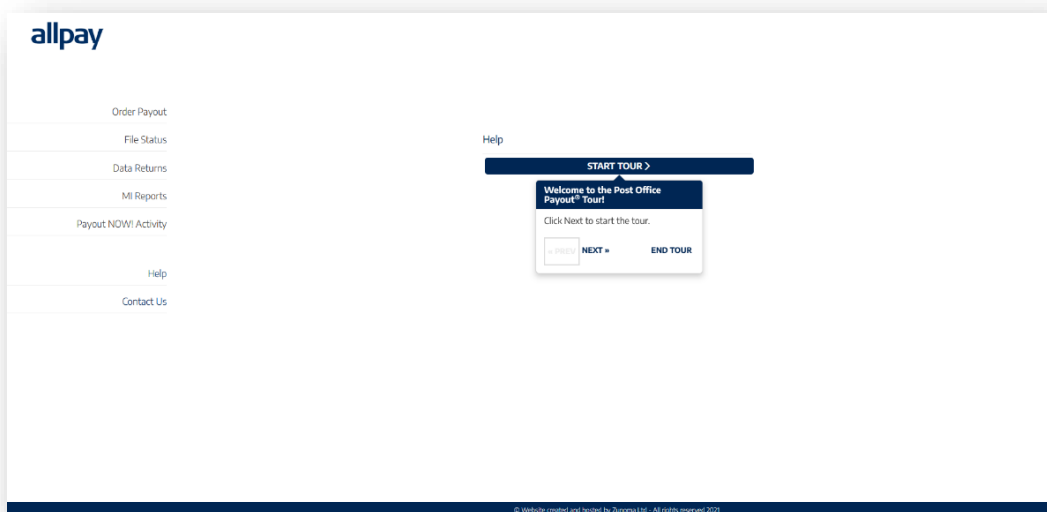 allpay
Order Payout
File Status
Data Returns
MI Reports
Payout NOW! Activity
Help
Contact Us
Help
START TOUR >
Welcome to the Post Office
Payout® Tour!
Click Next to start the tour.
« PREV NEXT » END TOUR
© Website created and hosted by Zunoma Ltd - All rights reserved 2021